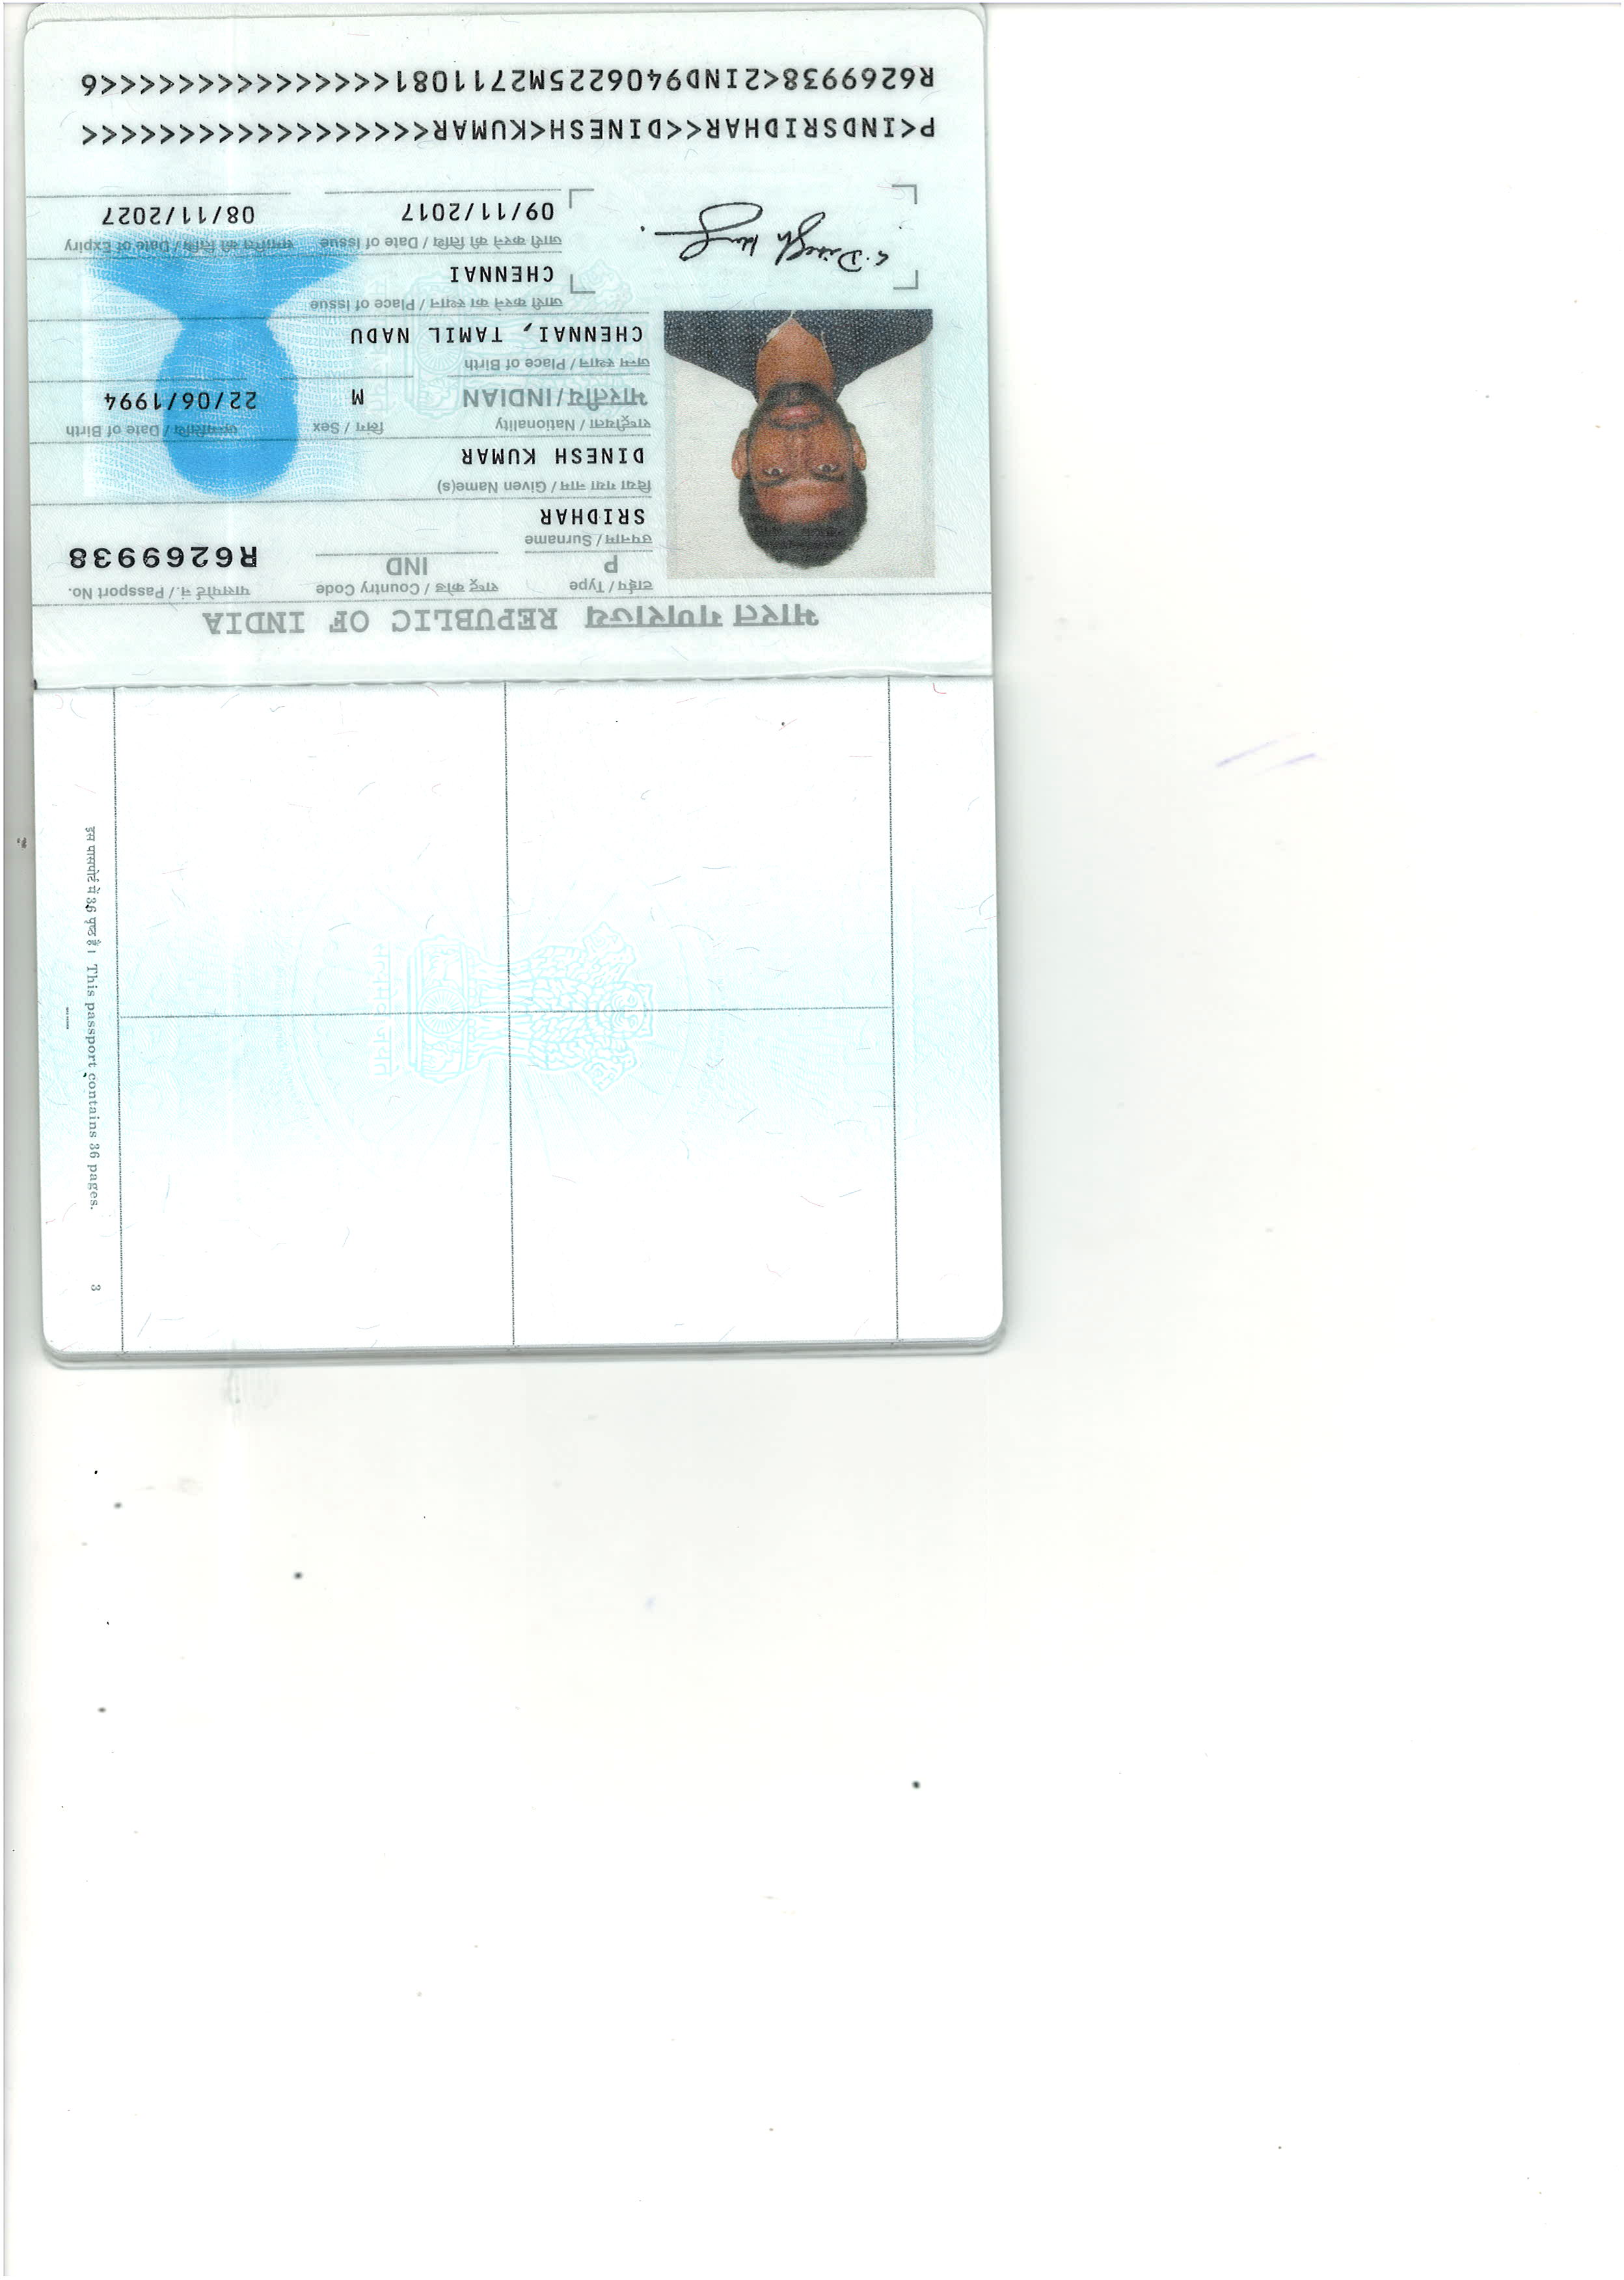 भारत गणराज्य REPUBLIC OF INDIA
टाईप / Type राष्ट्र कोड / Country Code पासपोर्ट नं. / Passport No.
P IND R6269938
उपनाम / Surname
SRIDHAR
दिया गया नाम / Given Name(s)
DINESH KUMAR
राष्ट्रीयता / Nationality लिंग / Sex जन्मतिथि / Date of Birth
भारतीय/INDIAN M 22/06/1994
जन्म स्थान / Place of Birth
CHENNAI, TAMIL NADU
जारी करने का स्थान / Place of Issue
CHENNAI
जारी करने की तिथि / Date of Issue समाप्ति की तिथि / Date of Expiry
09/11/2017 08/11/2027
S. Dinesh Kumar
P<INDSRIDHAR<<DINESH<KUMAR<<<<<<<<<<<<<<<<<<
R6269938<2IND9406225M2711081<<<<<<<<<<<<<<<6
इस पासपोर्ट में 36 पृष्ठ है। This passport contains 36 pages. 3
सत्यमेव जयते